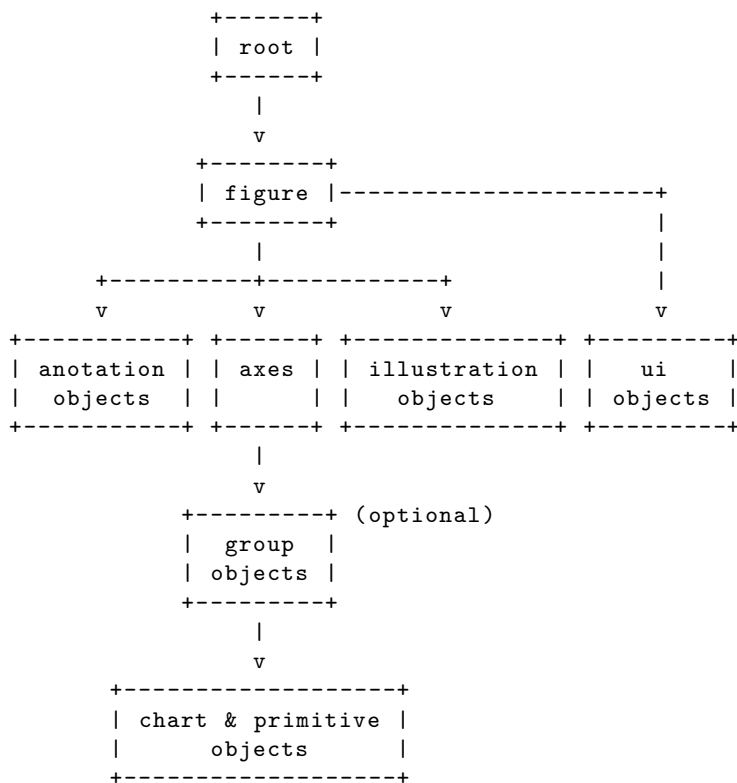 root
figure
anotation objects
axes
illustration objects
ui objects
(optional)
group objects
chart & primitive objects